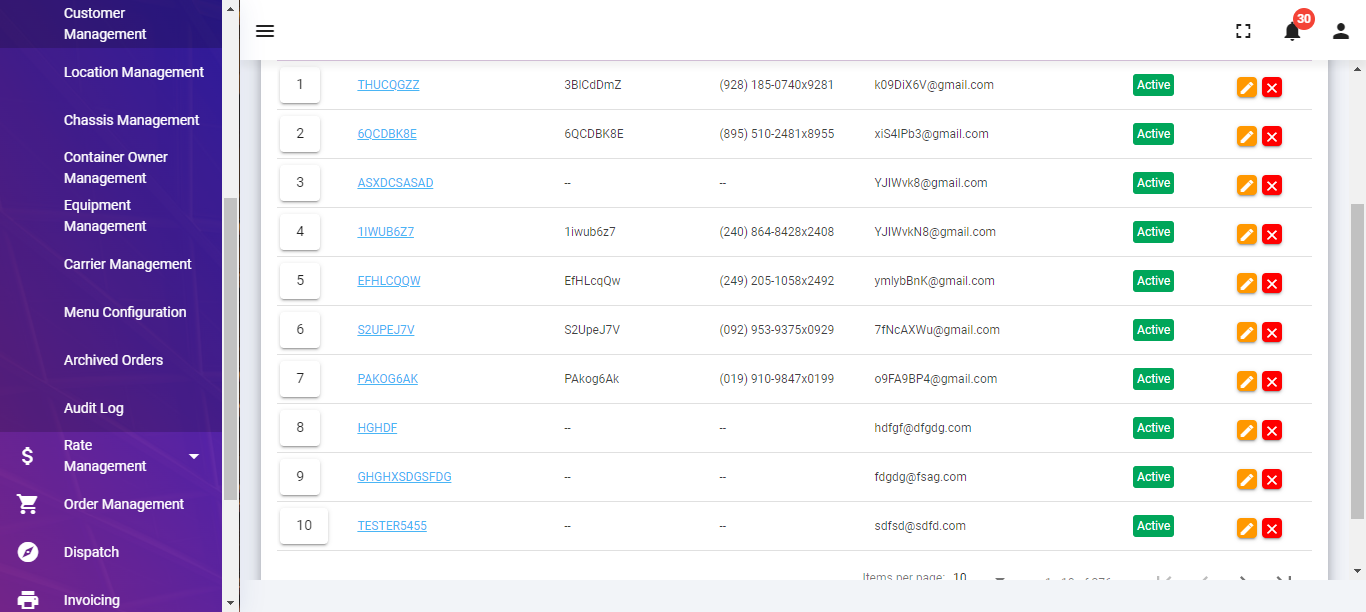 Customer
Management
Location Management
Chassis Management
Container Owner
Management
Equipment
Management
Carrier Management
Menu Configuration
Archived Orders
Audit Log
Rate
Management
Order Management
Dispatch
Invoicing
30
1 THUCQGZZ 3BICdDmZ (928) 185-0740x9281 k09DiX6V@gmail.com Active
2 6QCDBK8E 6QCDBK8E (895) 510-2481x8955 xiS4IPb3@gmail.com Active
3 ASXDCSASAD -- -- YJIWvk8@gmail.com Active
4 1IWUB6Z7 1iwub6z7 (240) 864-8428x2408 YJIWvkN8@gmail.com Active
5 EFHLCQQW EfHLcqQw (249) 205-1058x2492 ymlybBnK@gmail.com Active
6 S2UPEJ7V S2UpeJ7V (092) 953-9375x0929 7fNcAXWu@gmail.com Active
7 PAKOG6AK PAkog6Ak (019) 910-9847x0199 o9FA9BP4@gmail.com Active
8 HGHDF -- -- hdfgf@dfgdg.com Active
9 GHGHXSDGSFDG -- -- fdgdg@fsag.com Active
10 TESTER5455 -- -- sdfsd@sdfd.com Active
Items per page: 10